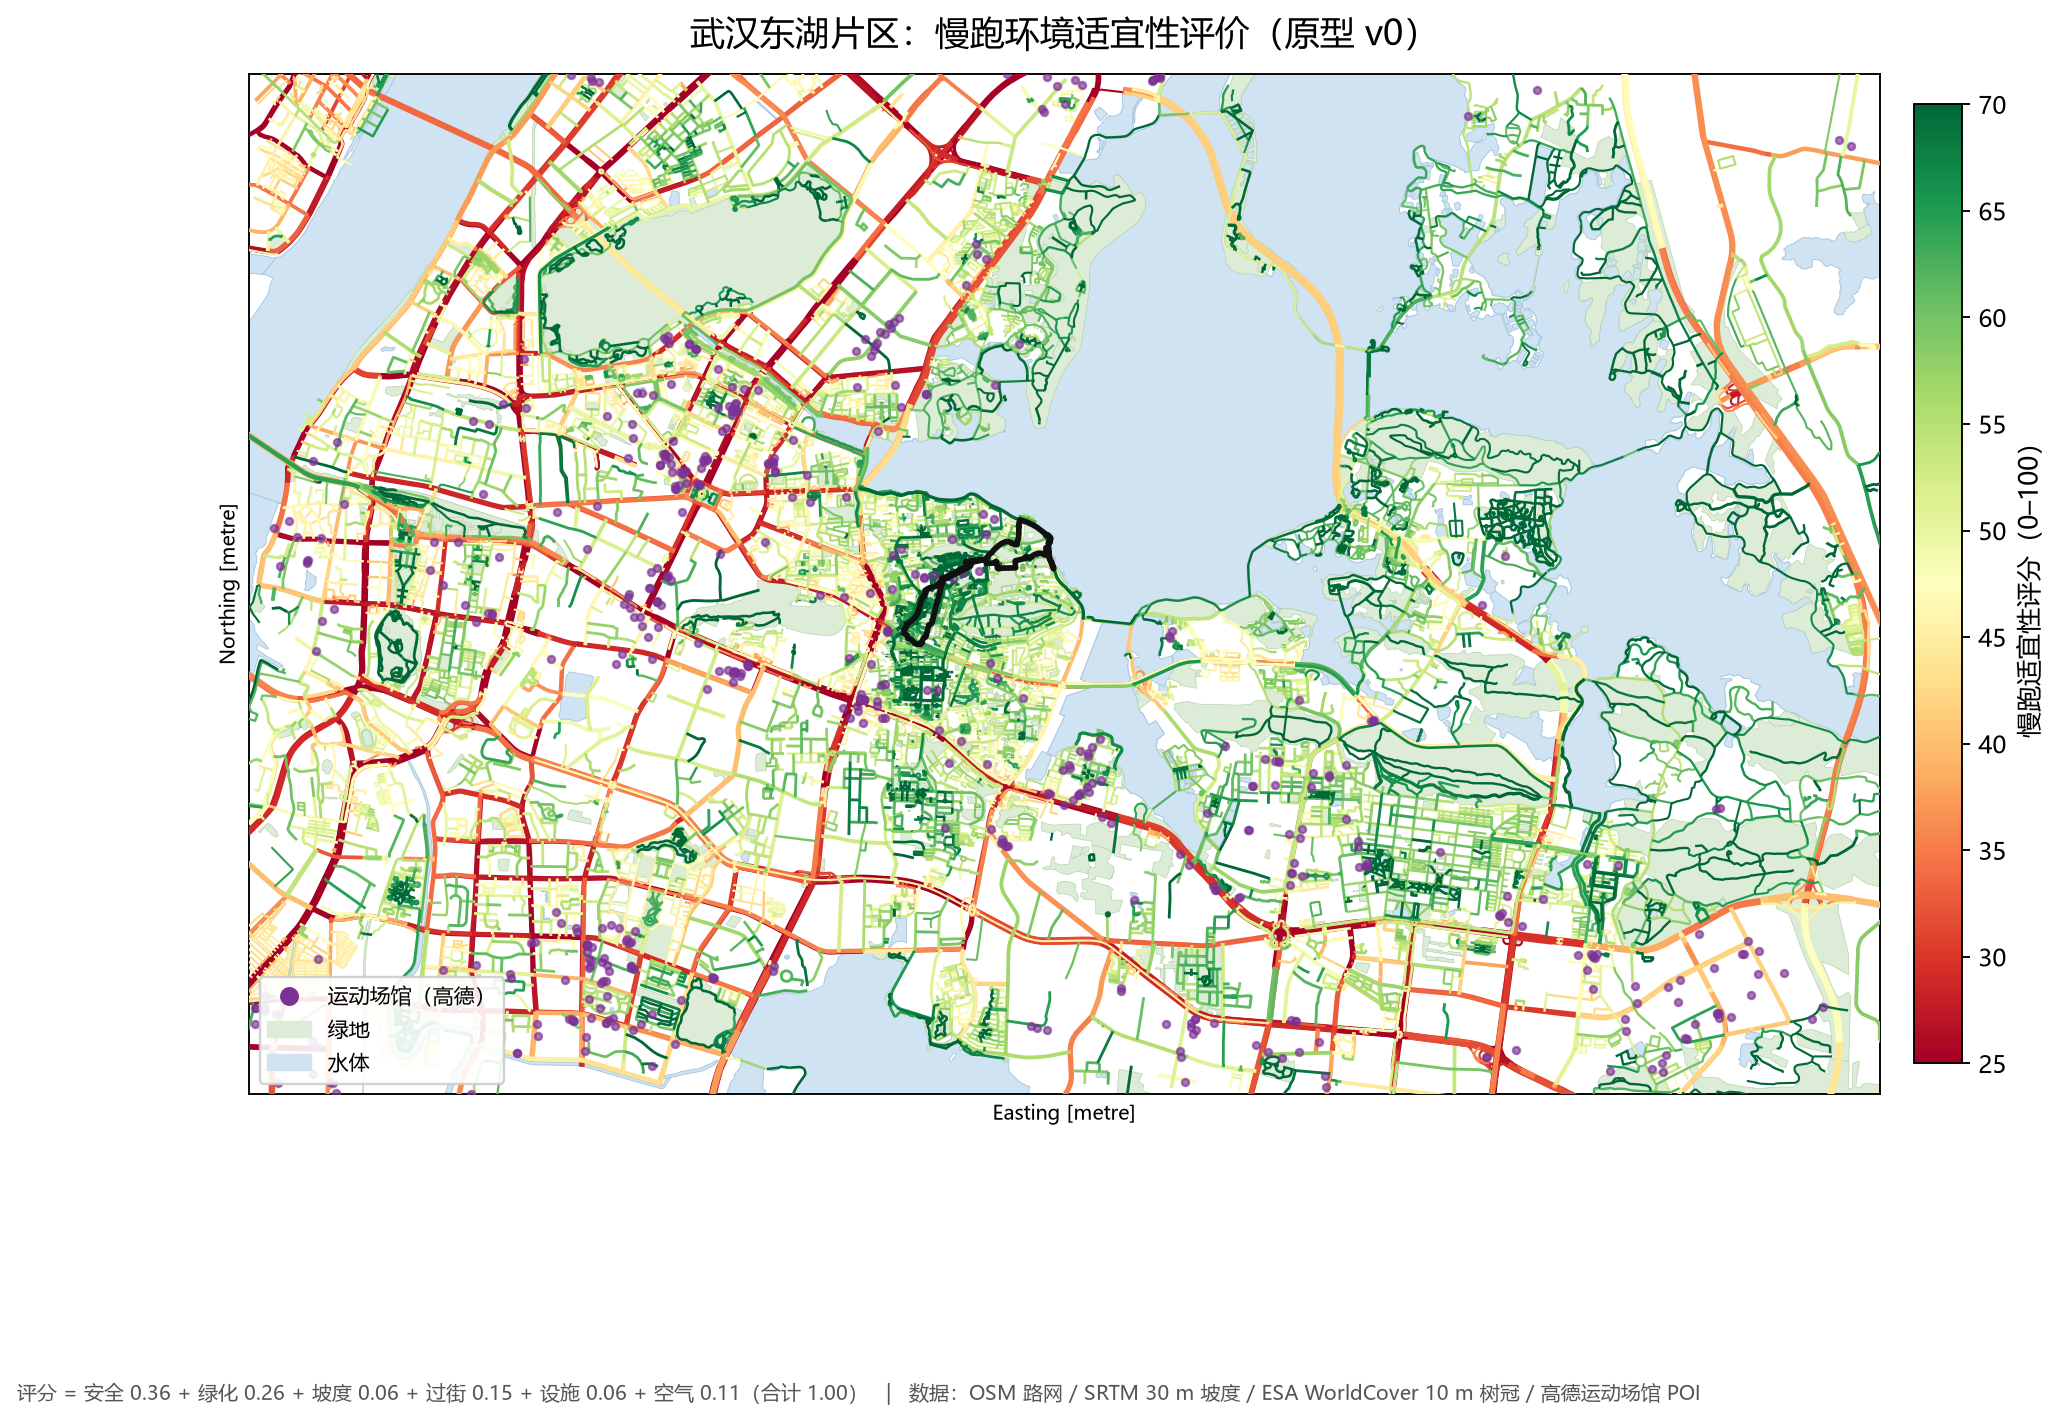 武汉东湖片区：慢跑环境适宜性评价（原型 v0）
Northing [metre]
运动场馆（高德）
绿地
水体
Easting [metre]
70
65
60
55
50
45
40
35
30
25
慢跑适宜性评分（0–100）
评分 = 安全 0.36 + 绿化 0.26 + 坡度 0.06 + 过街 0.15 + 设施 0.06 + 空气 0.11（合计 1.00） | 数据：OSM 路网 / SRTM 30 m 坡度 / ESA WorldCover 10 m 树冠 / 高德运动场馆 POI